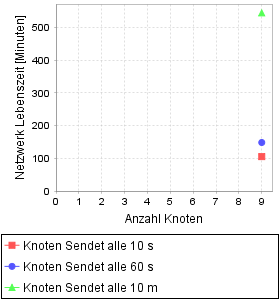 Netzwerk Lebenszeit [Minuten]
500
400
300
200
100
0
0 1 2 3 4 5 6 7 8 9
Anzahl Knoten
Knoten Sendet alle 10 s
Knoten Sendet alle 60 s
Knoten Sendet alle 10 m